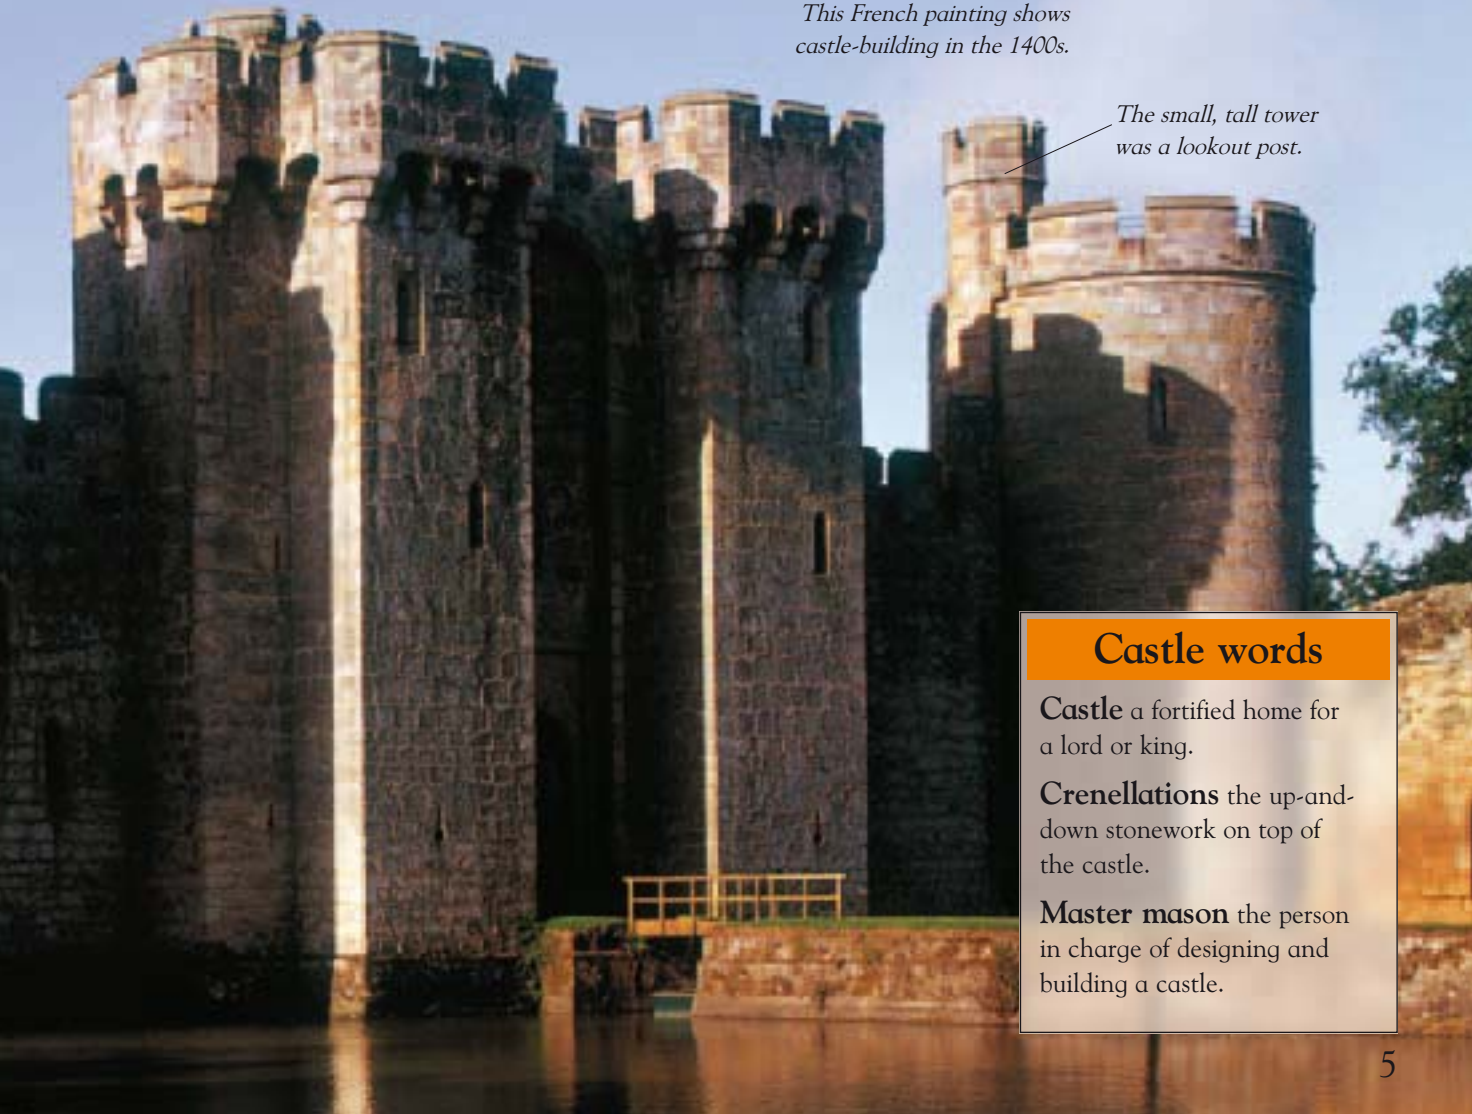 This French painting shows
castle-building in the 1400s.
The small, tall tower
was a lookout post.
Castle words
Castle a fortified home for
a lord or king.
Crenellations the up-and-
down stonework on top of
the castle.
Master mason the person
in charge of designing and
building a castle.
5